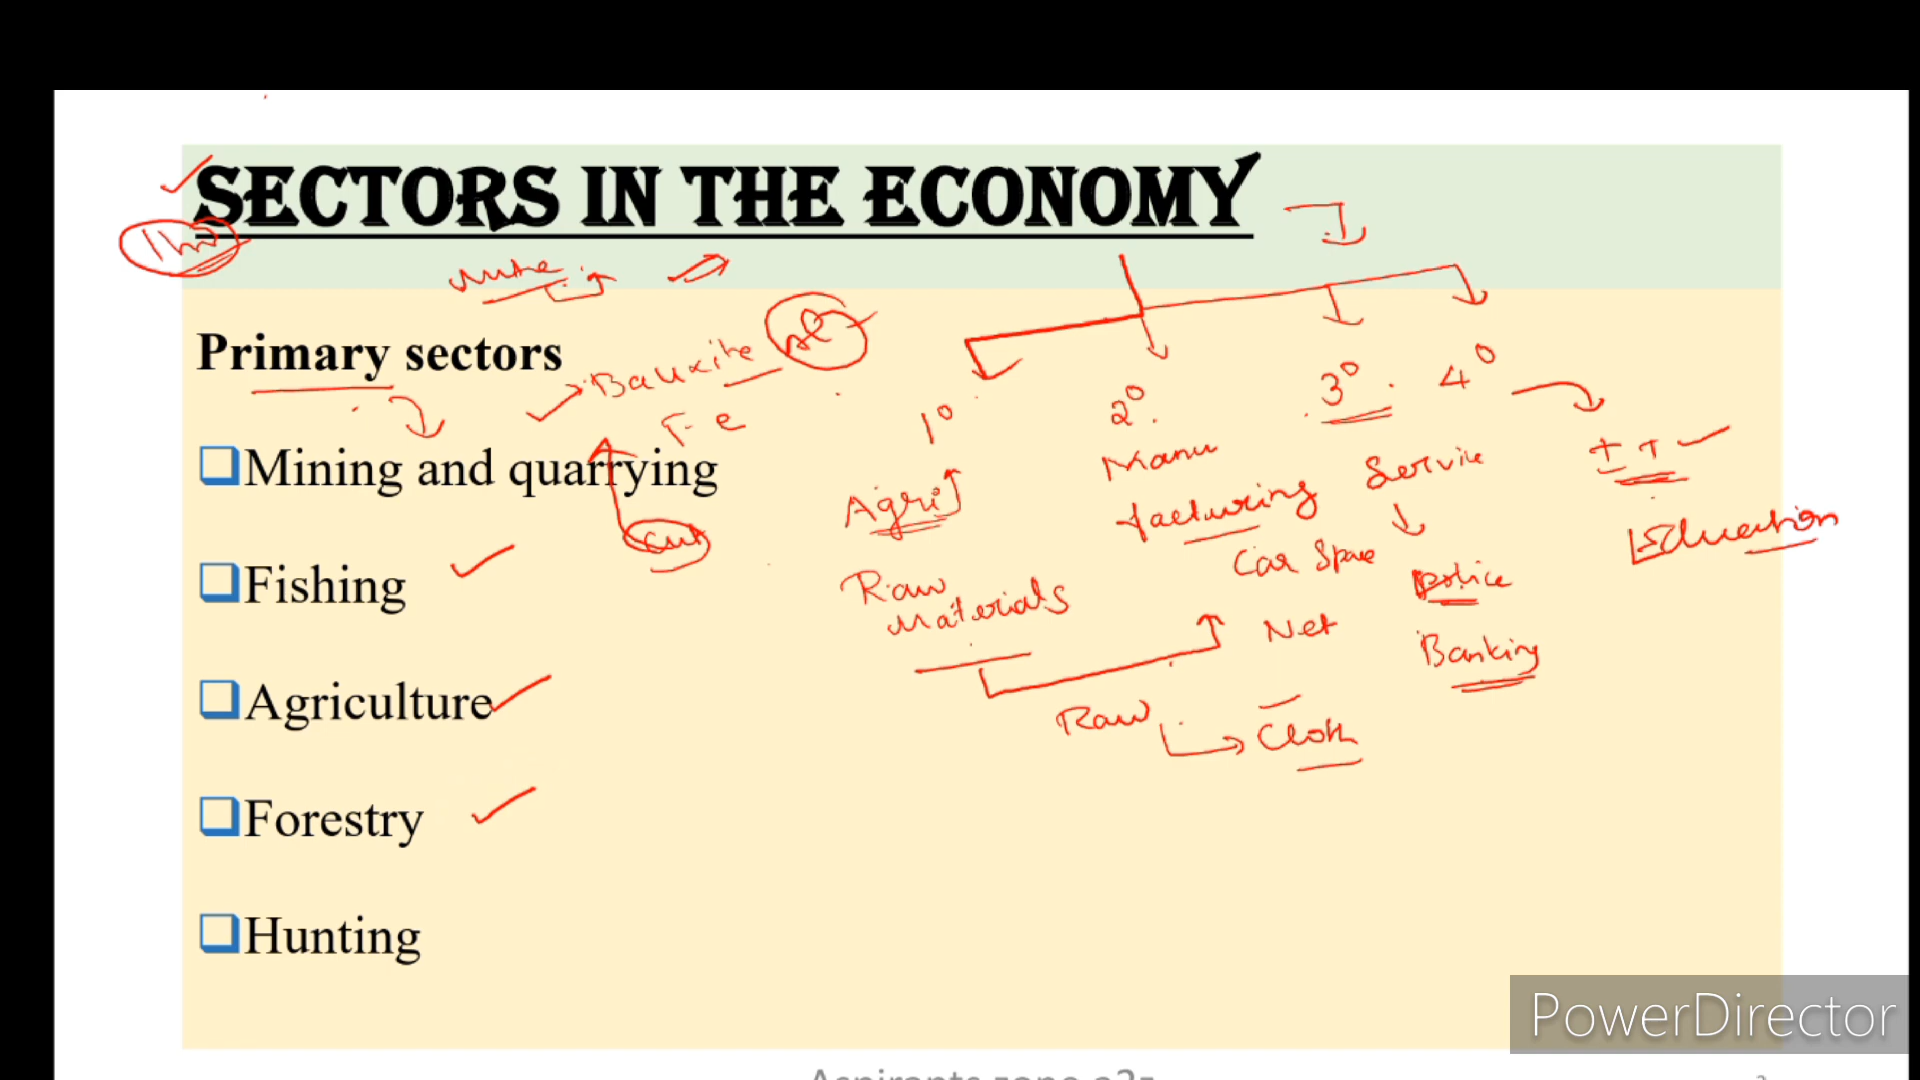 SECTORS IN THE ECONOMY
Primary sectors
Bauxite
Fe
Mining and quarrying
cut
Fishing
Agriculture
Forestry
Hunting
1°
Agri
Raw
Materials
2°
Manu
facturing
Car Spare
Net
Raw
Cloth
3°
Service
Police
Banking
4°
Education
PowerDirector